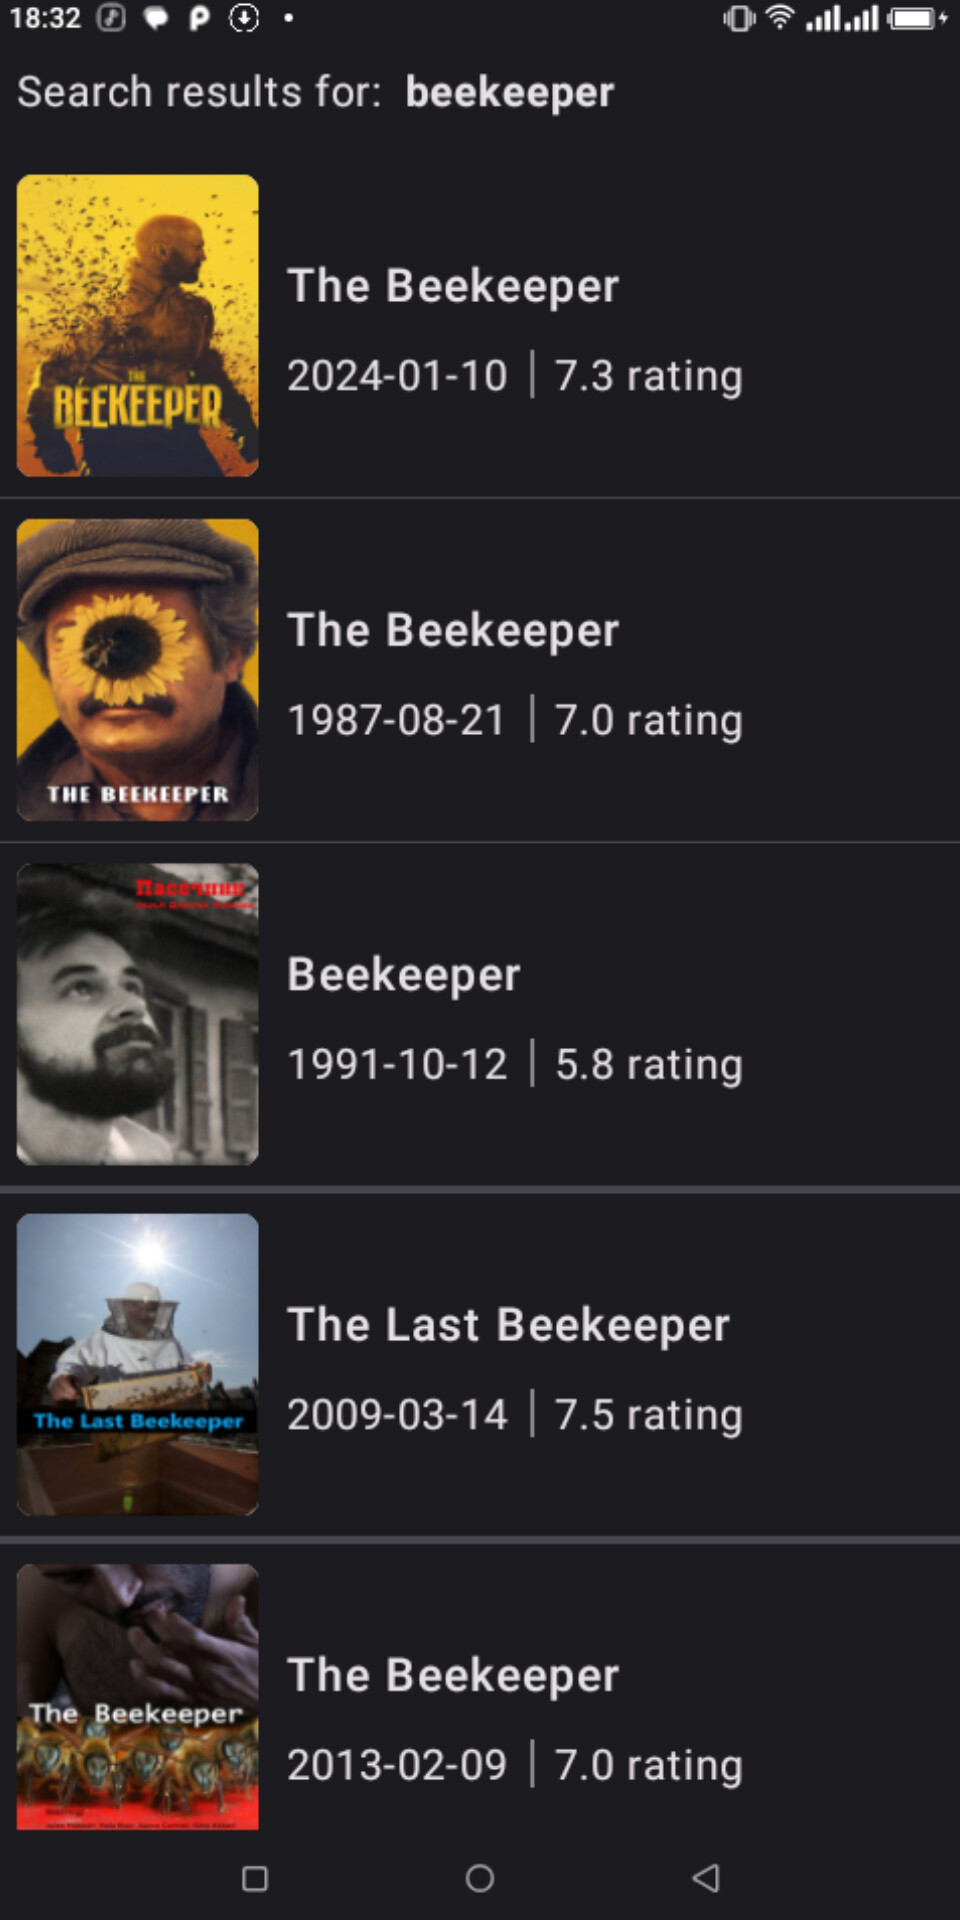 18:32
Search results for: beekeeper
THE
BEEKEEPER
The Beekeeper
2024-01-10 | 7.3 rating
THE BEEKEEPER
The Beekeeper
1987-08-21 | 7.0 rating
Пасечник
Beekeeper
1991-10-12 | 5.8 rating
The Last Beekeeper
The Last Beekeeper
2009-03-14 | 7.5 rating
The Beekeeper
The Beekeeper
2013-02-09 | 7.0 rating